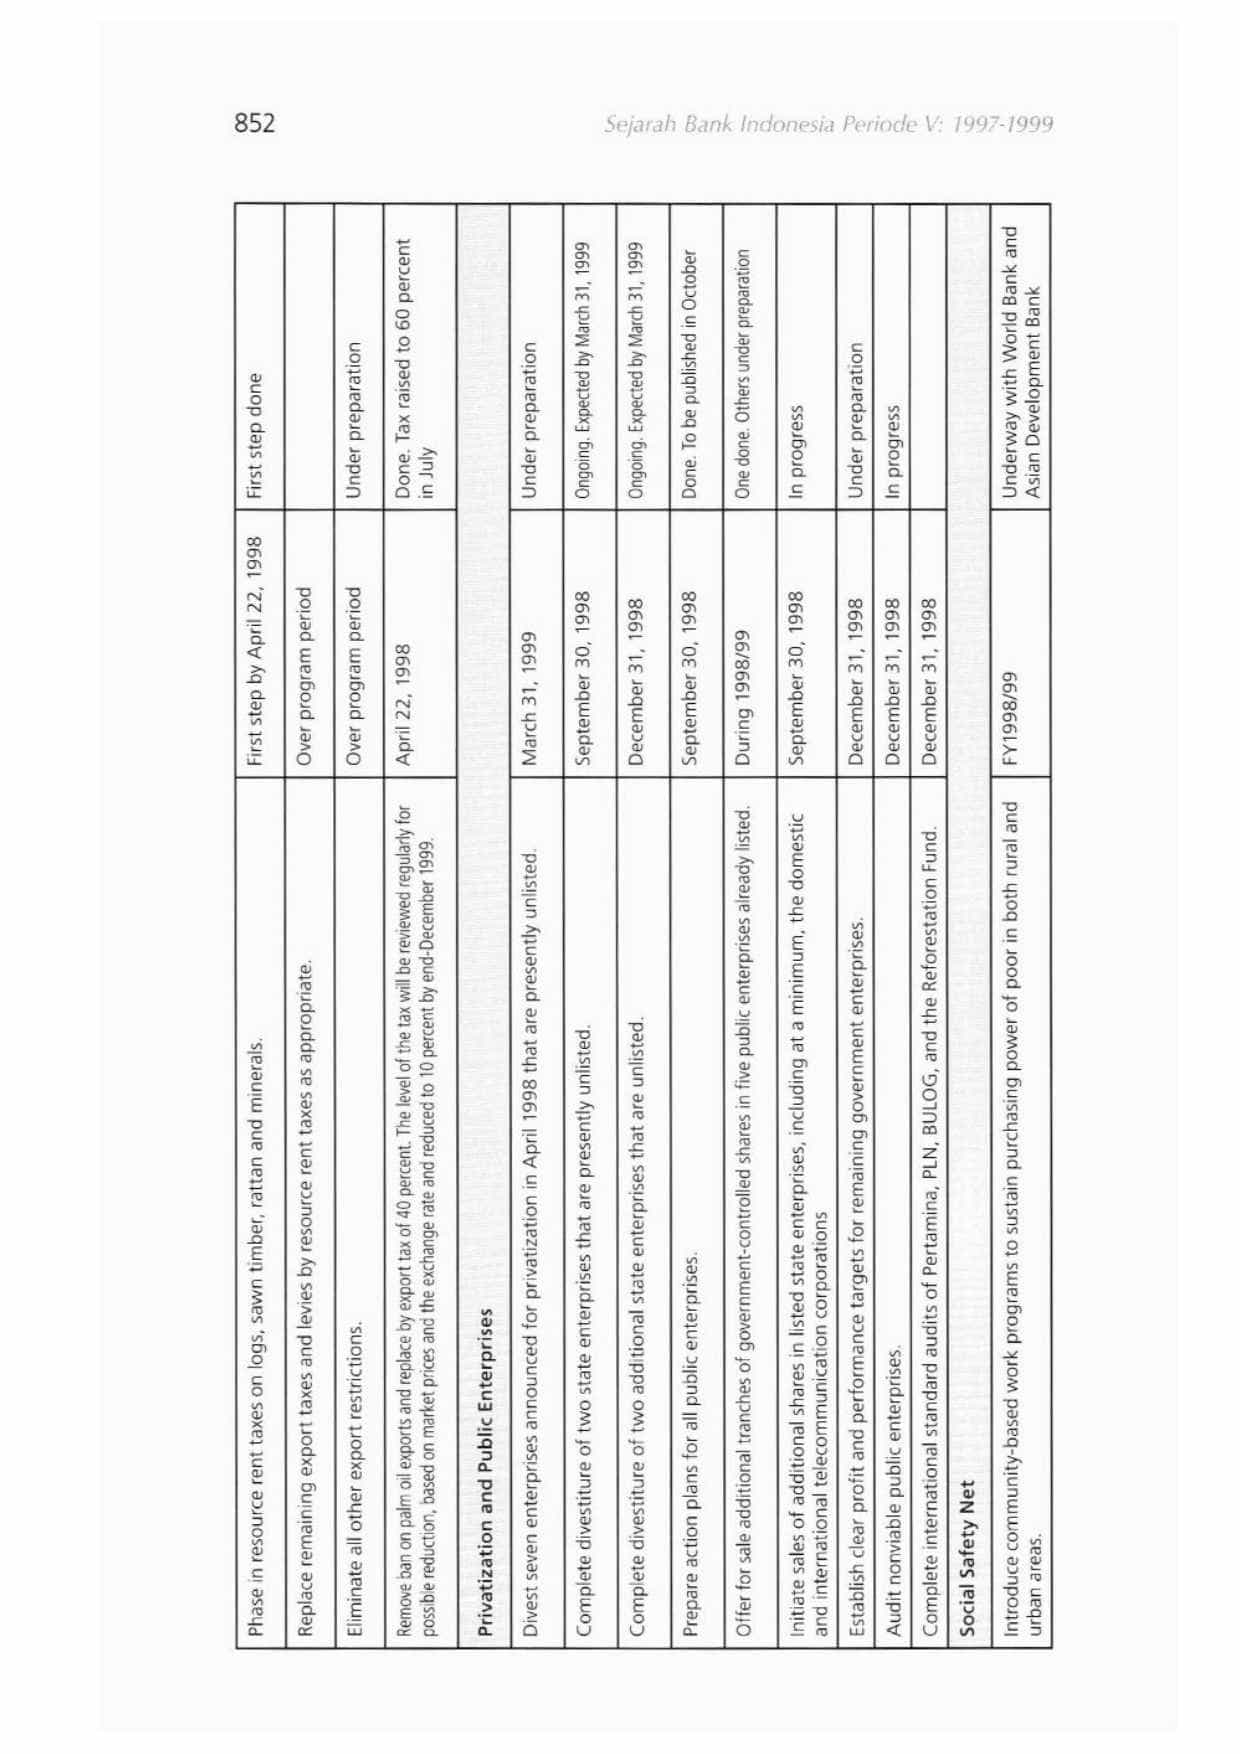 852
Sejarah Bank Indonesia Periode V: 1997-1999
Phase in resource rent taxes on logs, sawn timber, rattan and minerals.
First step by April 22, 1998
First step done
Replace remaining export taxes and levies by resource rent taxes as appropriate.
Over program period
Eliminate all other export restrictions.
Over program period
Under preparation
Remove ban on palm oil exports and replace by export tax of 40 percent. The level of the tax will be reviewed regularly for
possible reduction, based on market prices and the exchange rate and reduced to 10 percent by end-December 1999.
April 22, 1998
Done. Tax raised to 60 percent
in July
Privatization and Public Enterprises
Divest seven enterprises announced for privatization in April 1998 that are presently unlisted.
March 31, 1999
Under preparation
Complete divestiture of two state enterprises that are presently unlisted.
September 30, 1998
Ongoing. Expected by March 31, 1999
Complete divestiture of two additional state enterprises that are unlisted.
December 31, 1998
Ongoing. Expected by March 31, 1999
Prepare action plans for all public enterprises.
September 30, 1998
Done. To be published in October
Offer for sale additional tranches of government-controlled shares in five public enterprises already listed.
During 1998/99
One done. Others under preparation
Initiate sales of additional shares in listed state enterprises, including at a minimum, the domestic
and international telecommunication corporations
September 30, 1998
In progress
Establish clear profit and performance targets for remaining government enterprises.
December 31, 1998
Under preparation
Audit nonviable public enterprises.
December 31, 1998
In progress
Complete international standard audits of Pertamina, PLN, BULOG, and the Reforestation Fund.
December 31, 1998
Social Safety Net
Introduce community-based work programs to sustain purchasing power of poor in both rural and
urban areas.
FY1998/99
Underway with World Bank and
Asian Development Bank